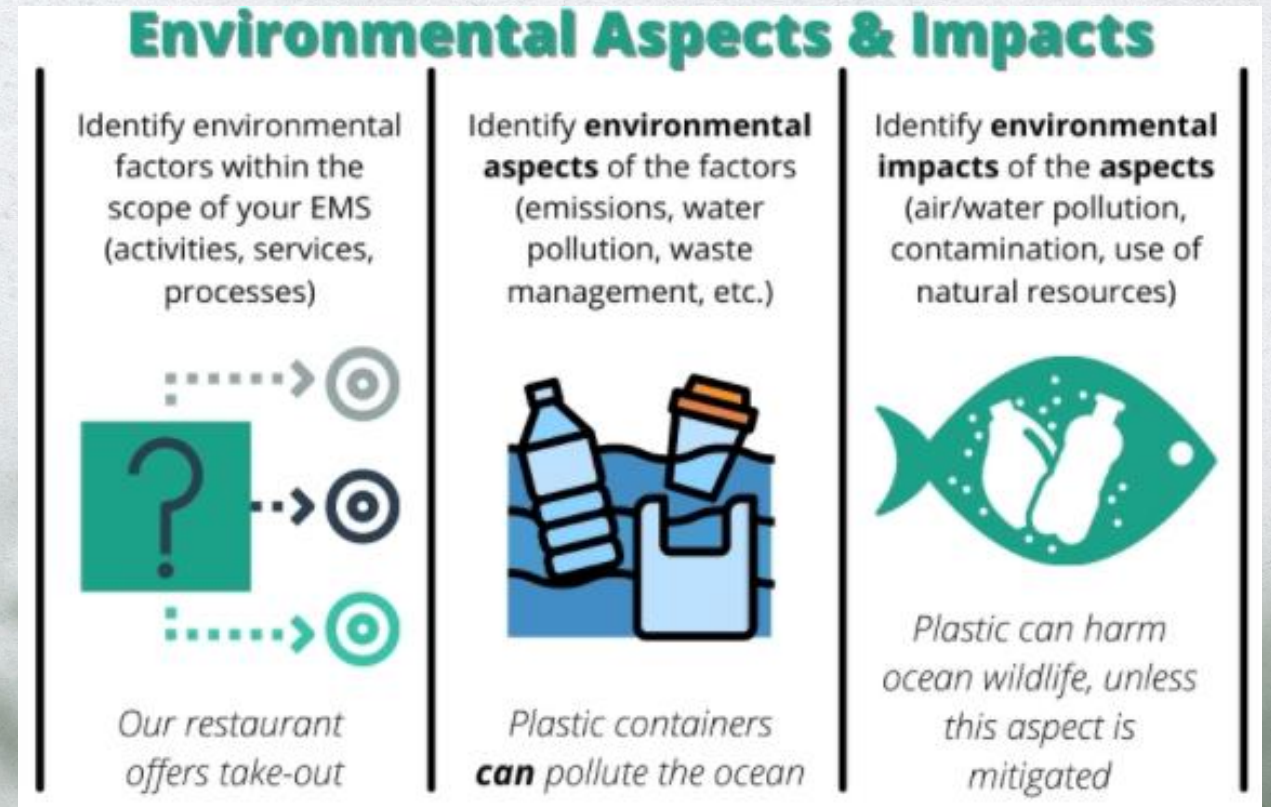 Environmental Aspects & Impacts
Identify environmental
factors within the
scope of your EMS
(activities, services,
processes)
?
Our restaurant
offers take-out
Identify environmental
aspects of the factors
(emissions, water
pollution, waste
management, etc.)
Plastic containers
can pollute the ocean
Identify environmental
impacts of the aspects
(air/water pollution,
contamination, use of
natural resources)
Plastic can harm
ocean wildlife, unless
this aspect is
mitigated